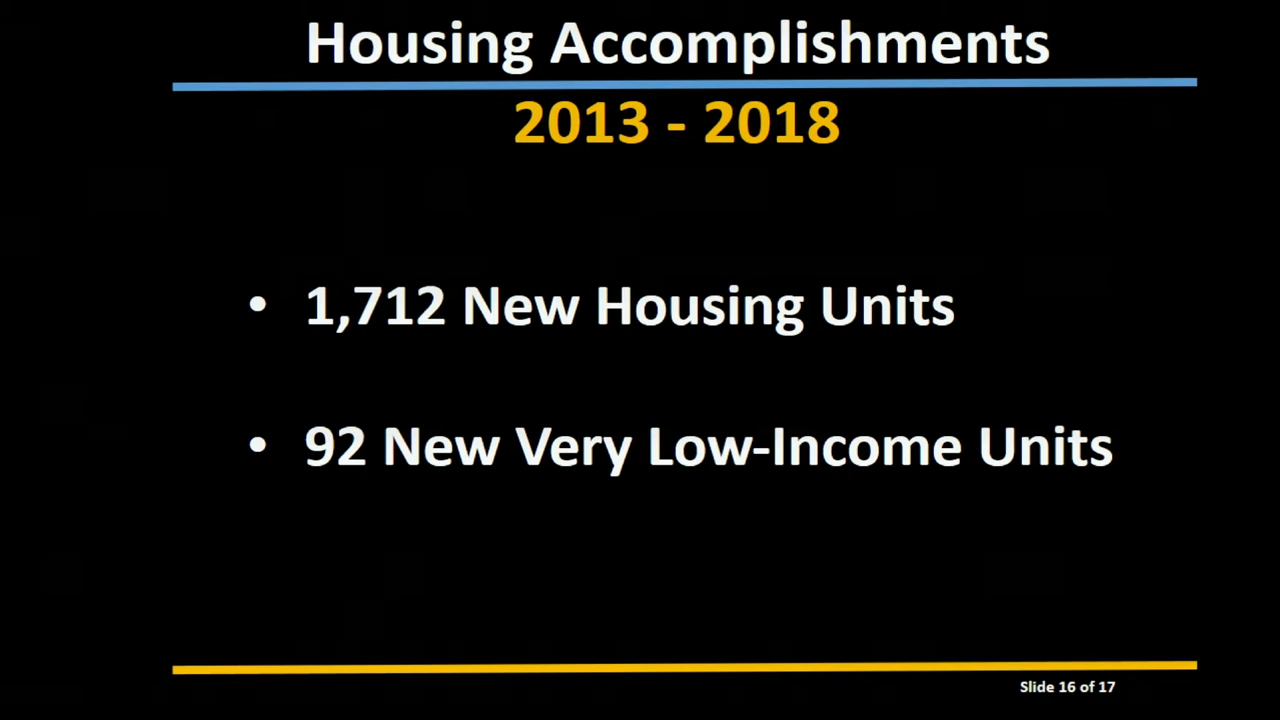 Housing Accomplishments
2013 - 2018
• 1,712 New Housing Units
• 92 New Very Low-Income Units
Slide 16 of 17